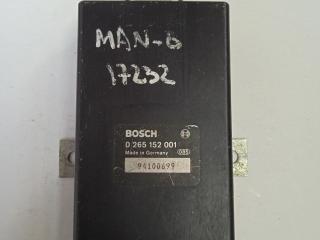 MAN-B
17232
BOSCH
0 265 152 001
Made in Germany
94100699